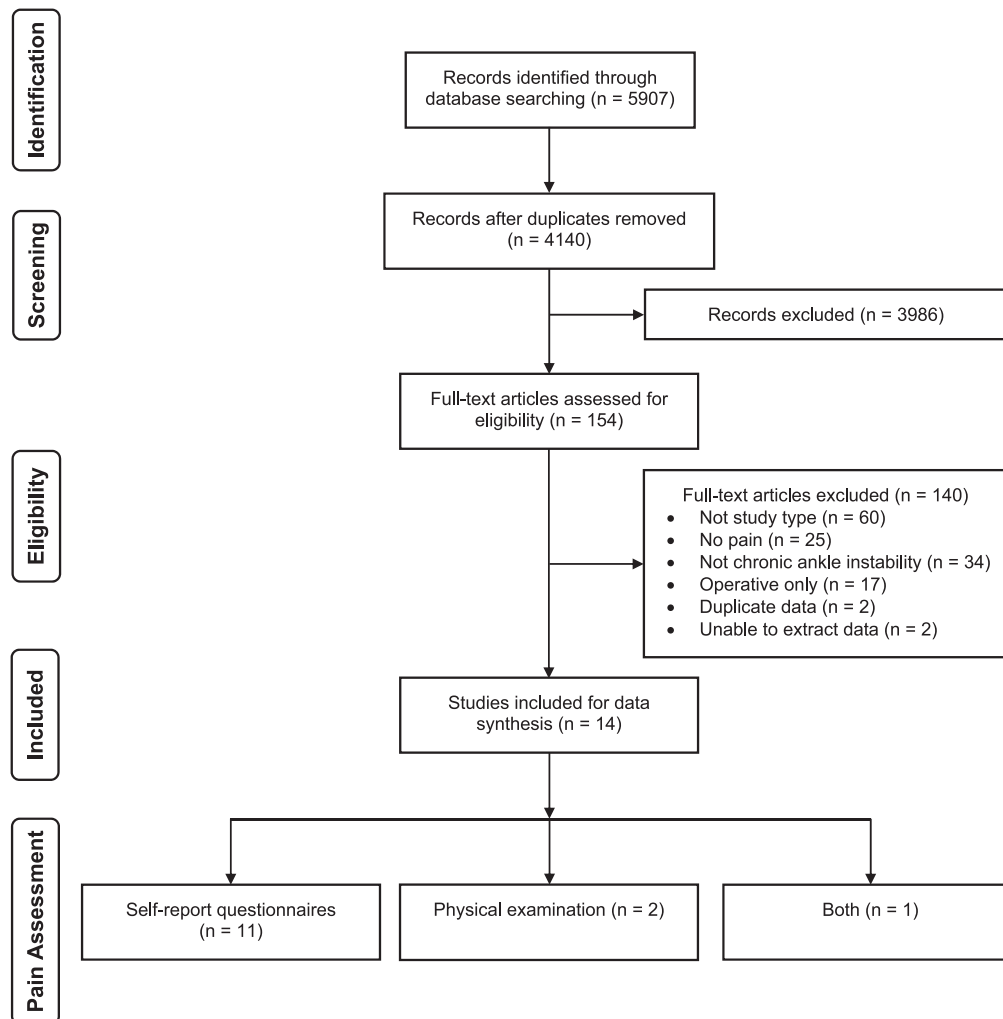 Identification
Records identified through
database searching (n = 5907)
Screening
Records after duplicates removed
(n = 4140)
Records excluded (n = 3986)
Full-text articles assessed for
eligibility (n = 154)
Eligibility
Full-text articles excluded (n = 140)
• Not study type (n = 60)
• No pain (n = 25)
• Not chronic ankle instability (n = 34)
• Operative only (n = 17)
• Duplicate data (n = 2)
• Unable to extract data (n = 2)
Included
Studies included for data
synthesis (n = 14)
Pain Assessment
Self-report questionnaires
(n = 11)
Physical examination (n = 2)
Both (n = 1)